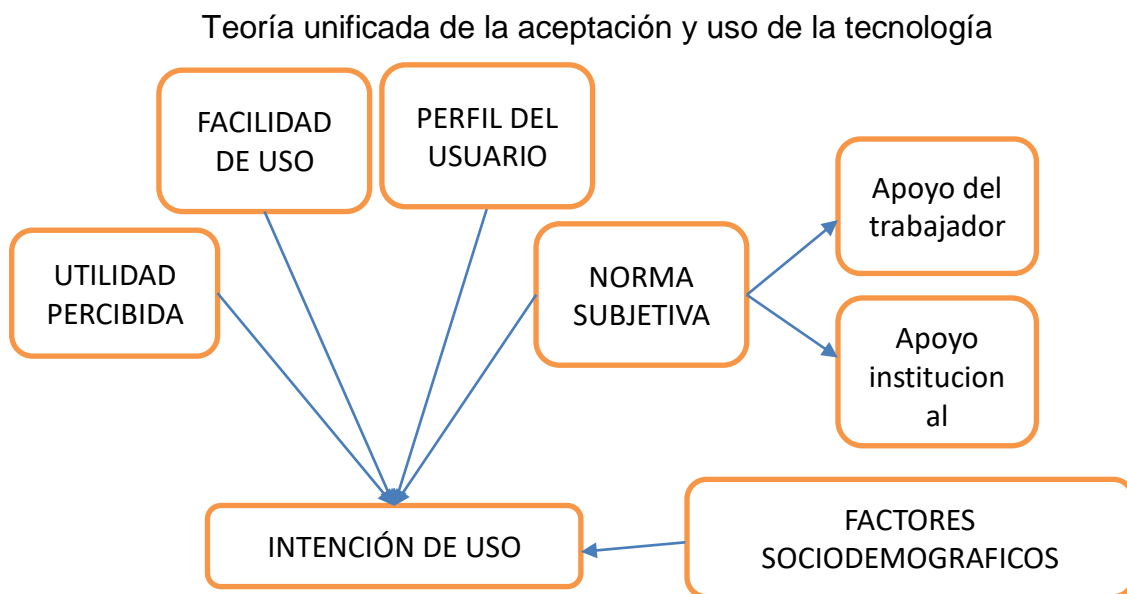 Teoría unificada de la aceptación y uso de la tecnología
FACILIDAD
DE USO
PERFIL DEL
USUARIO
Apoyo del
trabajador
UTILIDAD
PERCIBIDA
NORMA
SUBJETIVA
Apoyo
institucion
al
INTENCIÓN DE USO
FACTORES
SOCIODEMOGRAFICOS